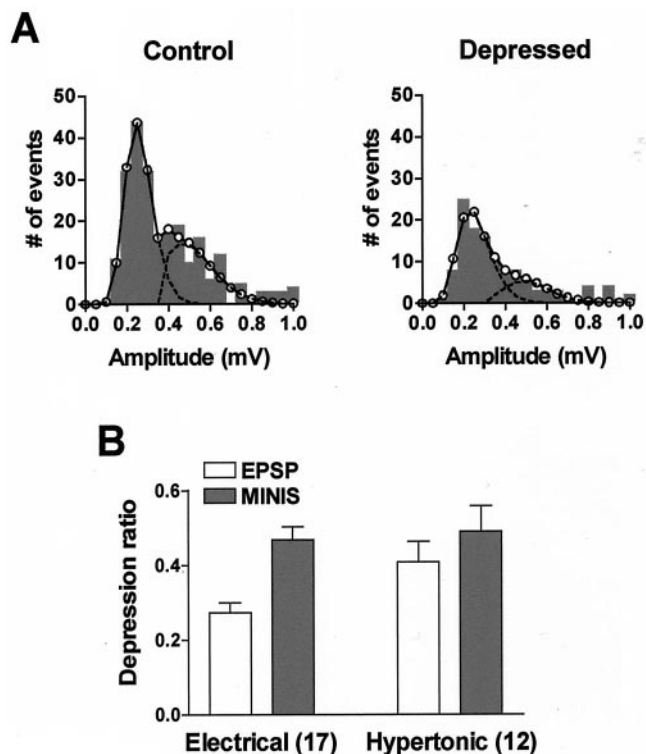 A
Control
Depressed
50
40
30
20
10
0
# of events
0.0 0.2 0.4 0.6 0.8 1.0
Amplitude (mV)
50
40
30
20
10
0
# of events
0.0 0.2 0.4 0.6 0.8 1.0
Amplitude (mV)
B
EPSP
MINIS
0.6
0.4
0.2
0.0
Depression ratio
Electrical (17) Hypertonic (12)